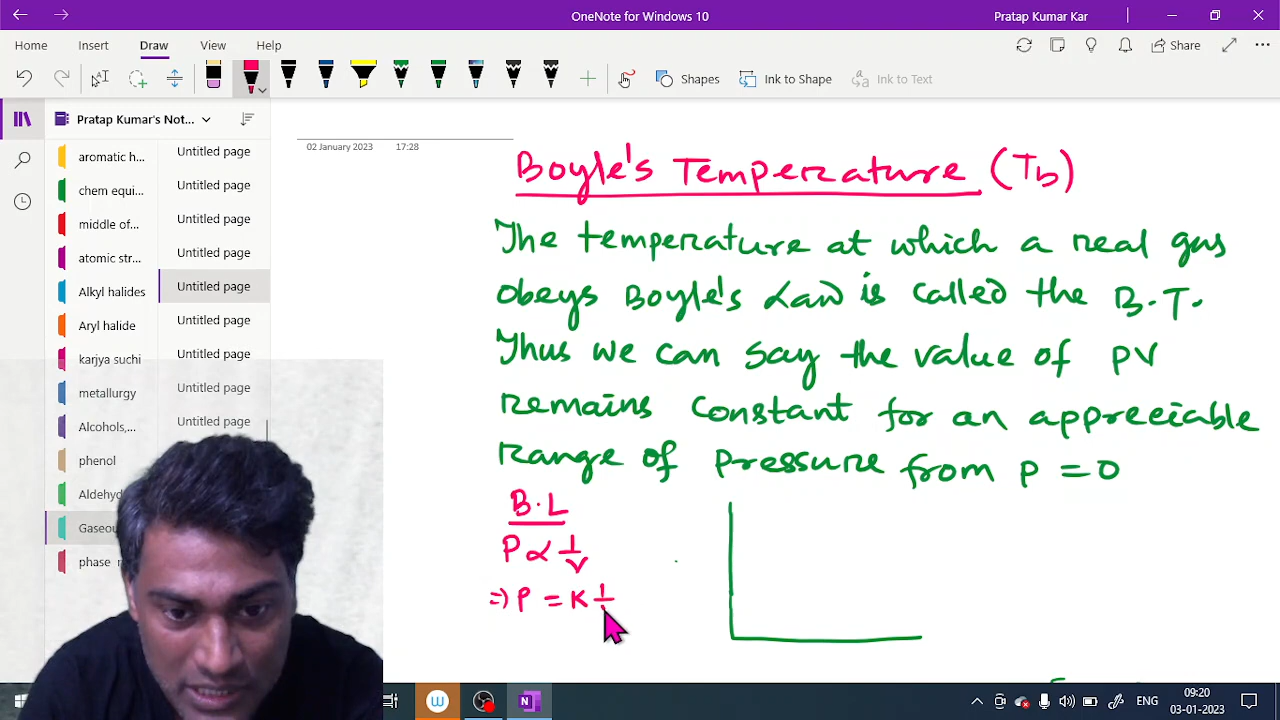 OneNote for Windows 10
Pratap Kumar Kar
Home Insert Draw View Help
Share
Shapes
Ink to Shape
Ink to Text
Pratap Kumar's Not...
aromatic h...
chem equi...
middle of...
atomic str...
Alkyl halides
Aryl halide
karjya suchi
metallurgy
Alcohols,...
phenol
Aldehyd
Gaseou
phase
Untitled page
Untitled page
Untitled page
Untitled page
Untitled page
Untitled page
Untitled page
Untitled page
Untitled page
02 January 2023 17:28
Boyle's Temperature (Tb)
The temperature at which a real gas
obeys Boyle's Law is called the B.T.
Thus we can say the value of PV
remains constant for an appreciable
range of pressure from P = 0
B.L
P ∝ 1/V
⇒ P = K 1/
ENG
09:20
03-01-2023